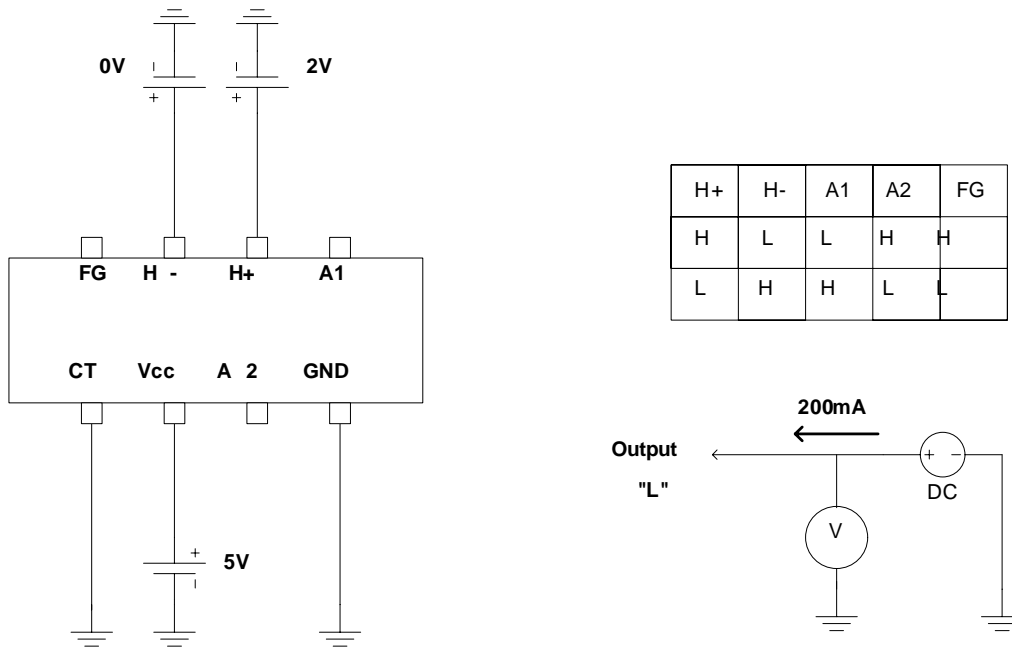 0V
2V
FG H - H+ A1
CT Vcc A 2 GND
5V
H+ H- A1 A2 FG
H L L H H
L H H L L
200mA
Output
"L"
DC
V